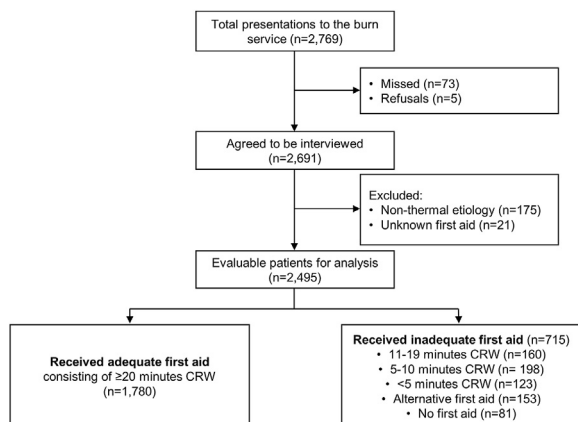 Total presentations to the burn
service (n=2,769)
• Missed (n=73)
• Refusals (n=5)
Agreed to be interviewed
(n=2,691)
Excluded:
• Non-thermal etiology (n=175)
• Unknown first aid (n=21)
Evaluable patients for analysis
(n=2,495)
Received adequate first aid
consisting of ≥20 minutes CRW
(n=1,780)
Received inadequate first aid (n=715)
• 11-19 minutes CRW (n=160)
• 5-10 minutes CRW (n= 198)
• <5 minutes CRW (n=123)
• Alternative first aid (n=153)
• No first aid (n=81)